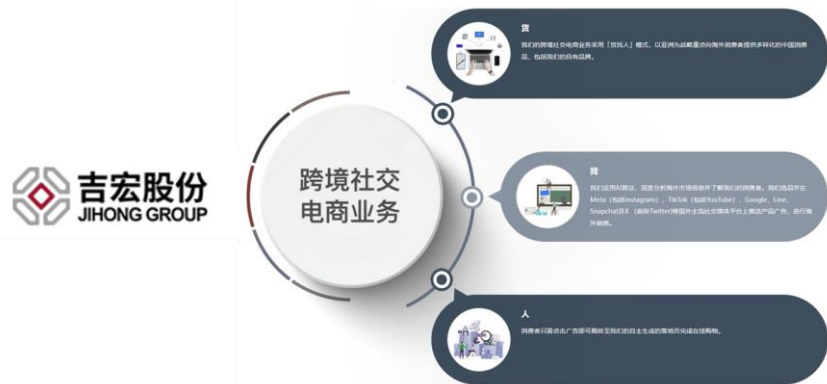 吉宏股份
JIHONG GROUP
跨境社交
电商业务
货
我们的跨境社交电商业务采用「货找人」模式，以亚洲为战略重点向海外消费者提供多样化的中国消费
品，包括我们的自有品牌。
找
我们运用AI算法，深度分析海外市场信息并了解我们的消费者。我们选品并在
Meta（包括Instagram）、TikTok（包括YouTube）、Google、Line、
Snapchat及X （前称Twitter)等国外主流社交媒体平台上推送产品广告，进行海
外销售。
人
消费者只需点击广告即可跳转至我们的自主生成的落地页完成在线购物。